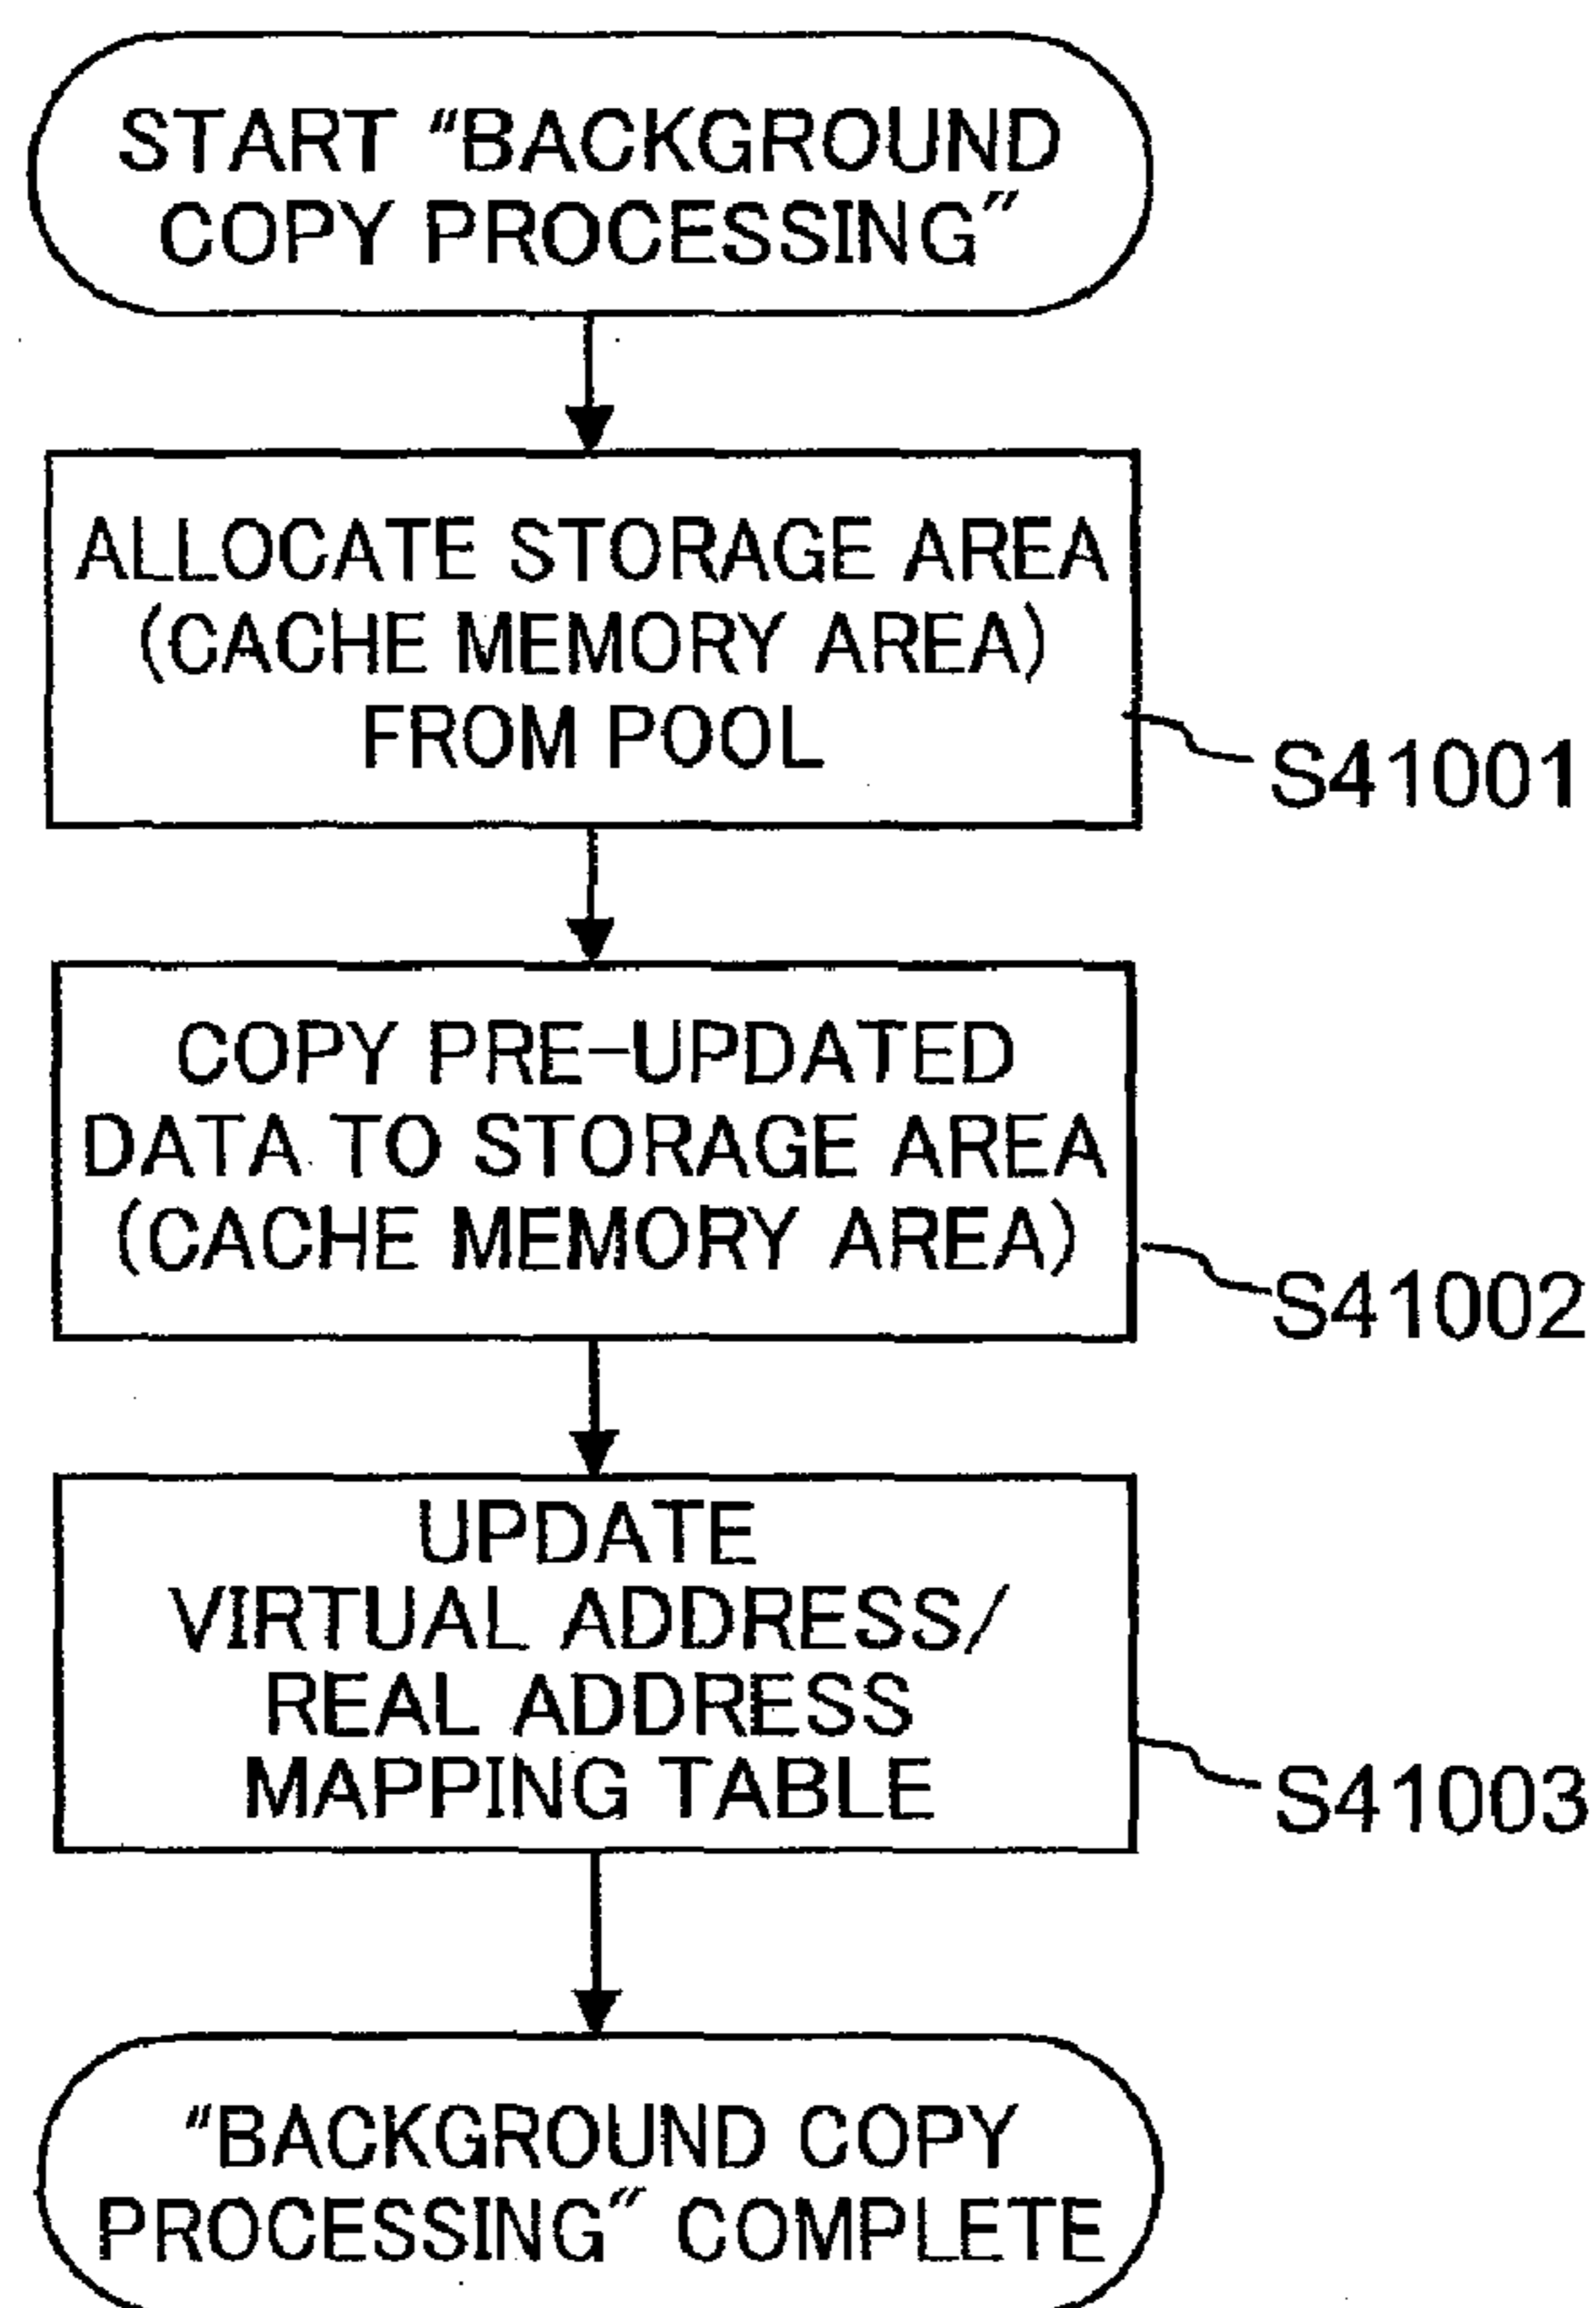 START “BACKGROUND
COPY PROCESSING”
ALLOCATE STORAGE AREA
(CACHE MEMORY AREA)
FROM POOL
S41001
COPY PRE-UPDATED
DATA TO STORAGE AREA
(CACHE MEMORY AREA)
S41002
UPDATE
VIRTUAL ADDRESS/
REAL ADDRESS
MAPPING TABLE
S41003
“BACKGROUND COPY
PROCESSING” COMPLETE